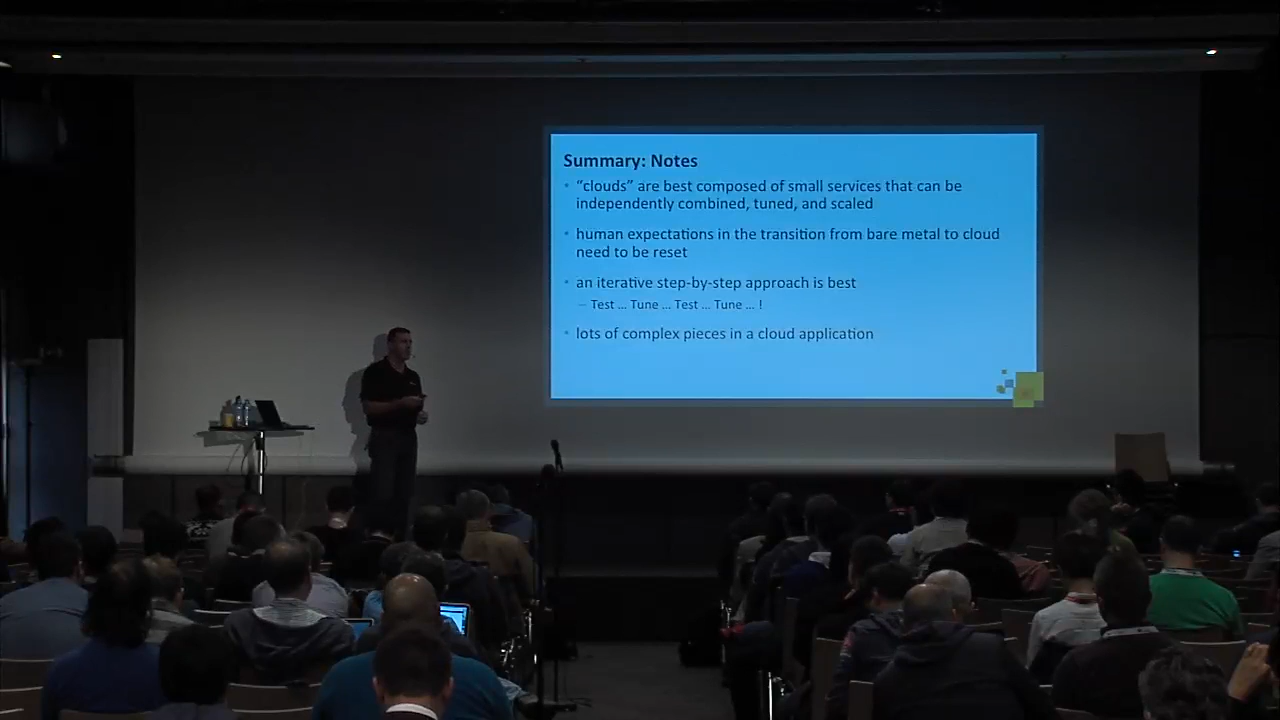 Summary: Notes
• “clouds” are best composed of small services that can be
independently combined, tuned, and scaled
• human expectations in the transition from bare metal to cloud
need to be reset
• an iterative step-by-step approach is best
– Test ... Tune ... Test ... Tune ... !
• lots of complex pieces in a cloud application